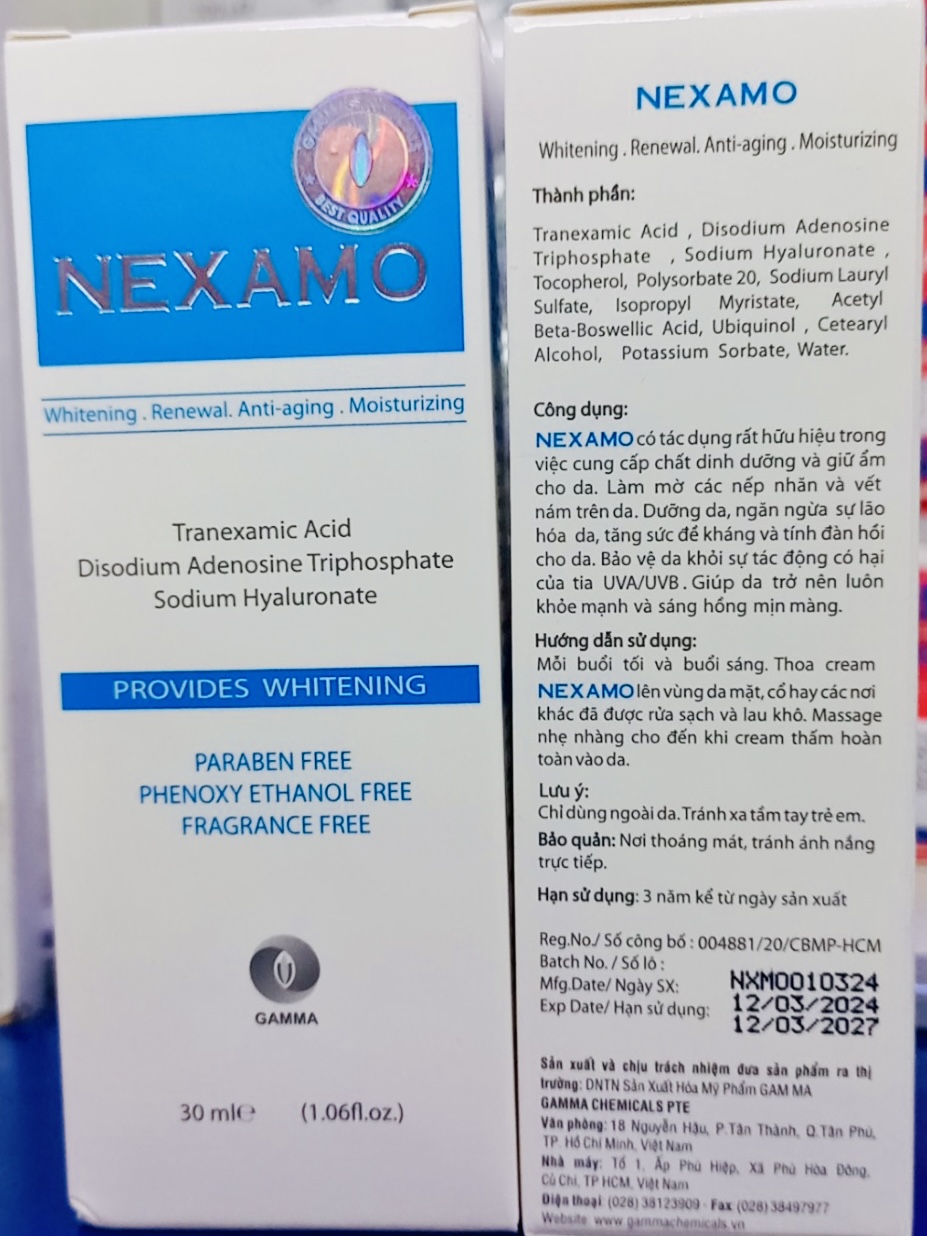 BEST QUALITY
NEXAMO
Whitening . Renewal. Anti-aging . Moisturizing
Tranexamic Acid
Disodium Adenosine Triphosphate
Sodium Hyaluronate
PROVIDES WHITENING
PARABEN FREE
PHENOXY ETHANOL FREE
FRAGRANCE FREE
GAMMA
30 ml℮ (1.06fl.oz.)
NEXAMO
Whitening . Renewal. Anti-aging . Moisturizing
Thành phần:
Tranexamic Acid , Disodium Adenosine
Triphosphate , Sodium Hyaluronate ,
Tocopherol, Polysorbate 20, Sodium Lauryl
Sulfate, Isopropyl Myristate, Acetyl
Beta-Boswellic Acid, Ubiquinol , Cetearyl
Alcohol, Potassium Sorbate, Water.
Công dụng:
NEXAMO có tác dụng rất hữu hiệu trong
việc cung cấp chất dinh dưỡng và giữ ẩm
cho da. Làm mờ các nếp nhăn và vết
nám trên da. Dưỡng da, ngăn ngừa sự lão
hóa da, tăng sức đề kháng và tính đàn hồi
cho da. Bảo vệ da khỏi sự tác động có hại
của tia UVA/UVB . Giúp da trở nên luôn
khỏe mạnh và sáng hồng mịn màng.
Hướng dẫn sử dụng:
Mỗi buổi tối và buổi sáng. Thoa cream
NEXAMO lên vùng da mặt, cổ hay các nơi
khác đã được rửa sạch và lau khô. Massage
nhẹ nhàng cho đến khi cream thấm hoàn
toàn vào da.
Lưu ý:
Chỉ dùng ngoài da. Tránh xa tầm tay trẻ em.
Bảo quản: Nơi thoáng mát, tránh ánh nắng
trực tiếp.
Hạn sử dụng: 3 năm kể từ ngày sản xuất
Reg.No./ Số công bố : 004881/20/CBMP-HCM
Batch No. / Số lô : NXM0010324
Mfg.Date/ Ngày SX: 12/03/2024
Exp Date/ Hạn sử dụng: 12/03/2027
Sản xuất và chịu trách nhiệm đưa sản phẩm ra thị
trường: DNTN Sản Xuất Hóa Mỹ Phẩm GAM MA
GAMMA CHEMICALS PTE
Văn phòng: 18 Nguyễn Hậu, P.Tân Thành, Q.Tân Phú,
TP. Hồ Chí Minh, Việt Nam
Nhà máy: Tổ 1, Ấp Phú Hiệp, Xã Phú Hòa Đông,
Củ Chi, TP HCM, Việt Nam
Điện thoại: (028) 38123909 - Fax: (028) 38497977
Website: www.gammachemicals.vn